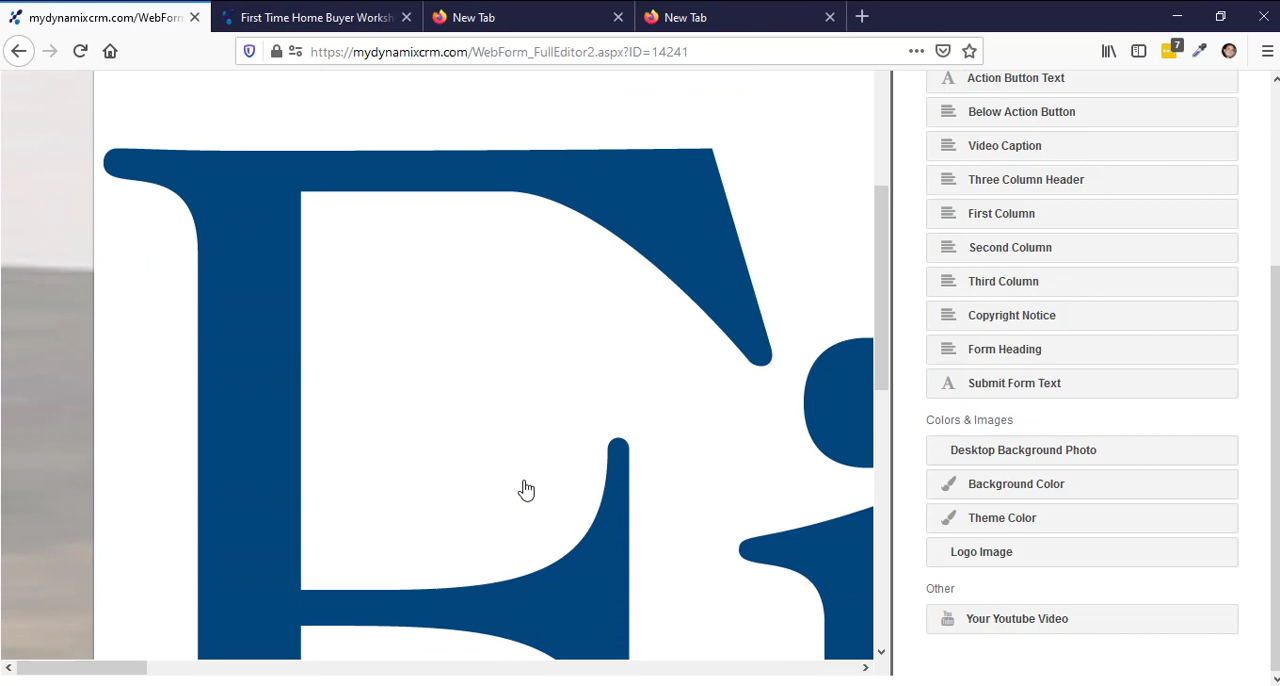 mydynamixcrm.com/WebForm
First Time Home Buyer Worksh
New Tab
New Tab
https://mydynamixcrm.com/WebForm_FullEditor2.aspx?ID=14241
7
Action Button Text
Below Action Button
Video Caption
Three Column Header
First Column
Second Column
Third Column
Copyright Notice
Form Heading
Submit Form Text
Colors & Images
Desktop Background Photo
Background Color
Theme Color
Logo Image
Other
Your Youtube Video
Fi